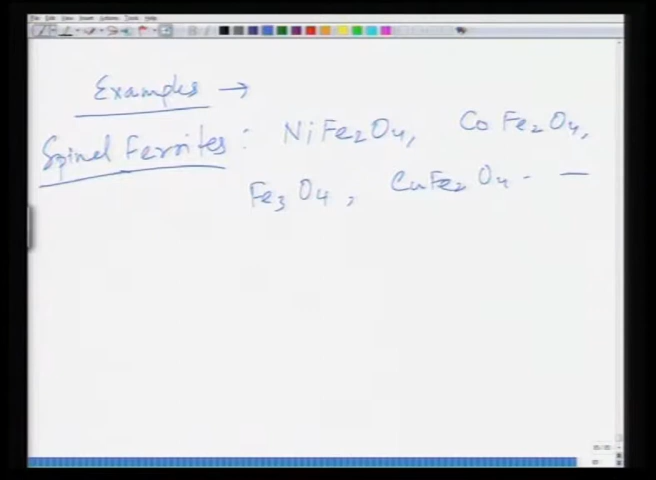 Examples →
Spinel Ferrites : NiFe₂O₄, CoFe₂O₄,
Fe₃O₄, CuFe₂O₄ - —